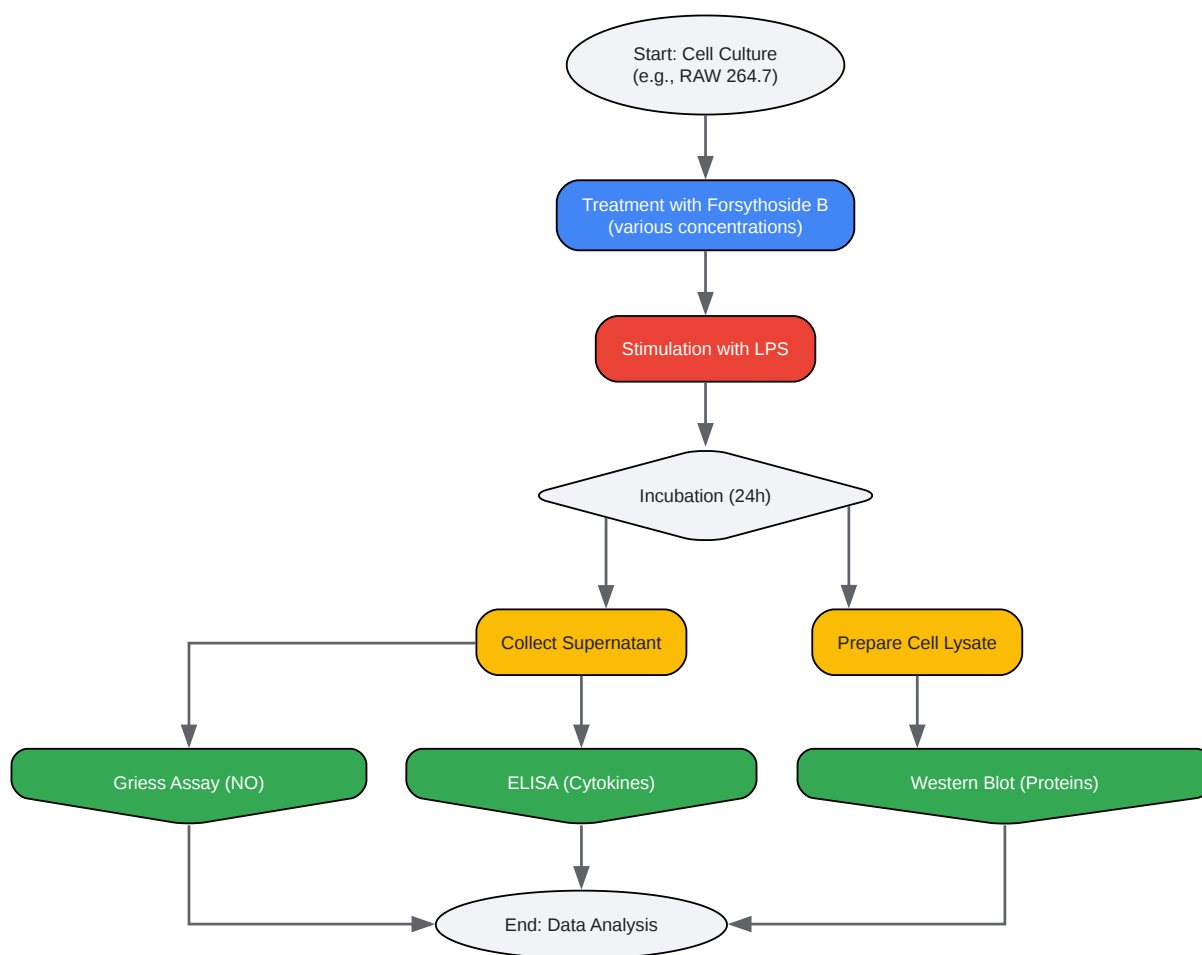 Start: Cell Culture
(e.g., RAW 264.7)
Treatment with Forsythoside B
(various concentrations)
Stimulation with LPS
Incubation (24h)
Collect Supernatant
Prepare Cell Lysate
Griess Assay (NO)
ELISA (Cytokines)
Western Blot (Proteins)
End: Data Analysis